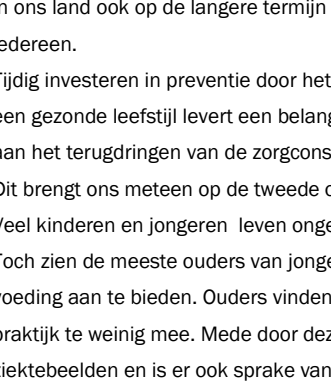 n ons land ook op de langere termijn
edereen.
Tijdig investeren in preventie door het
een gezonde leefstijl levert een belang
aan het terugdringen van de zorgcons
Dit brengt ons meteen op de tweede
Veel kinderen en jongeren leven onge
Toch zien de meeste ouders van jonge
voeding aan te bieden. Ouders vinden
praktijk te weinig mee. Mede door dez
ziektebeelden en is er ook sprake van